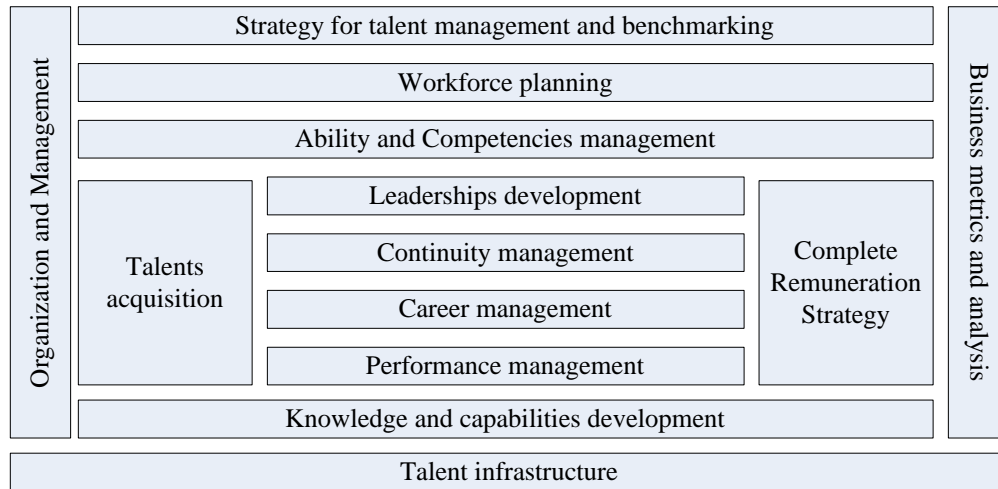 Organization and Management
Strategy for talent management and benchmarking
Workforce planning
Ability and Competencies management
Talents
acquisition
Leaderships development
Continuity management
Career management
Performance management
Complete
Remuneration
Strategy
Knowledge and capabilities development
Business metrics and analysis
Talent infrastructure